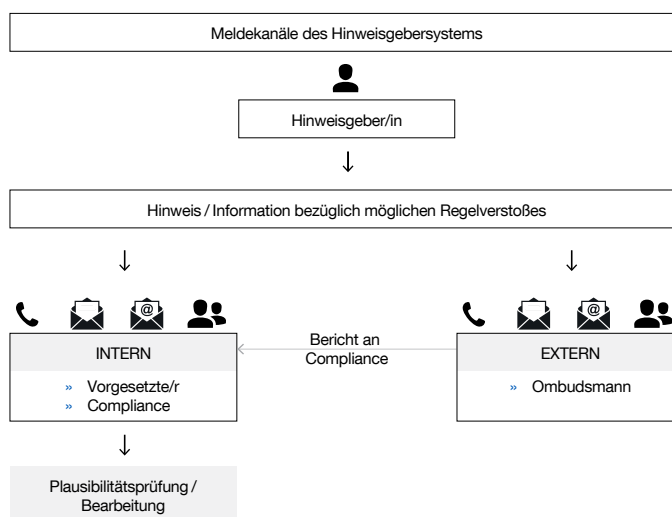 Meldekanäle des Hinweisgebersystems
Hinweisgeber/in
Hinweis / Information bezüglich möglichen Regelverstoßes
@
@
INTERN
» Vorgesetzte/r
» Compliance
Bericht an
Compliance
EXTERN
» Ombudsmann
Plausibilitätsprüfung /
Bearbeitung